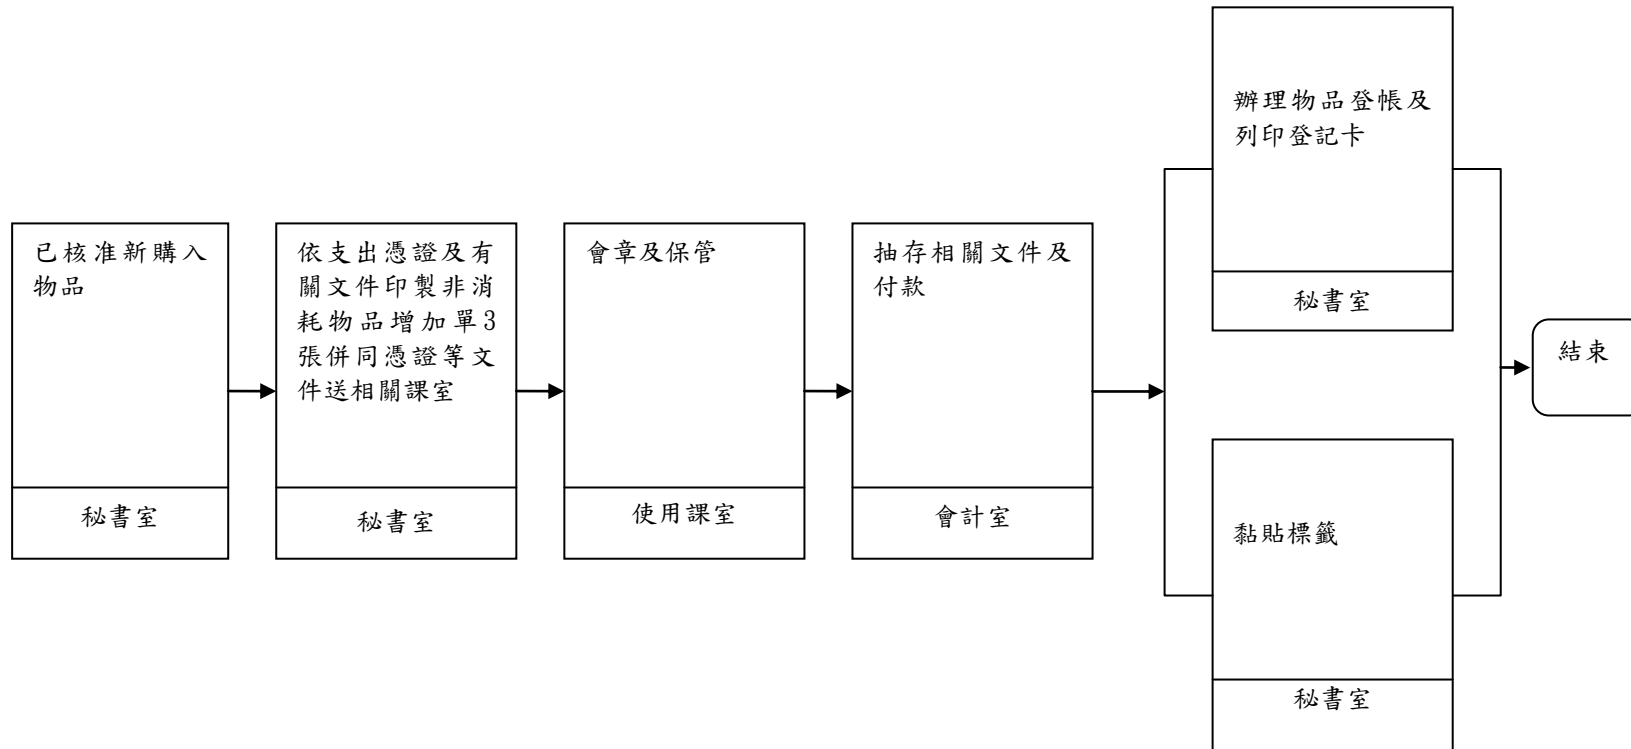 已核准新購入
物品
秘書室
依支出憑證及有
關文件印製非消
耗物品增加單3
張併同憑證等文
件送相關課室
秘書室
會章及保管
使用課室
抽存相關文件及
付款
會計室
辦理物品登帳及
列印登記卡
秘書室
黏貼標籤
秘書室
結束